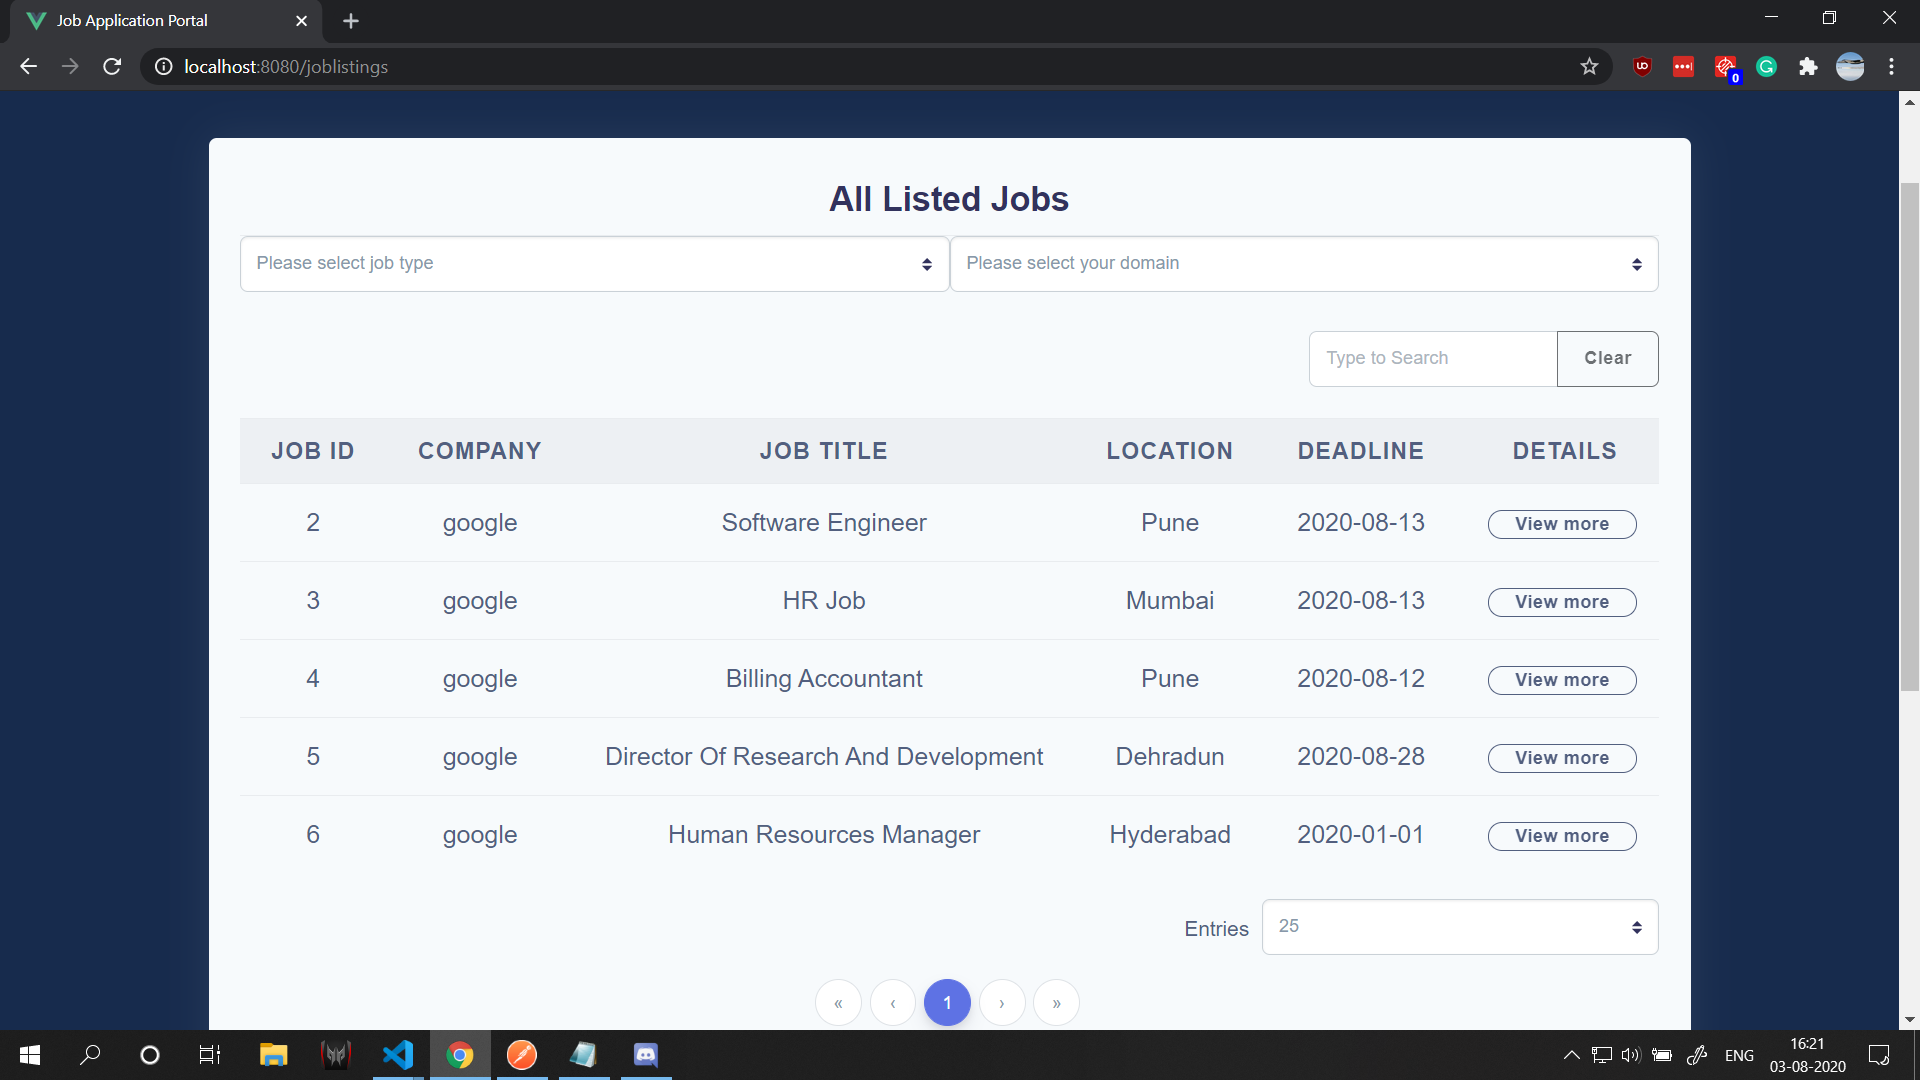 Job Application Portal
localhost:8080/joblistings
0
All Listed Jobs
Please select job type
Please select your domain
Type to Search
Clear
JOB ID COMPANY JOB TITLE LOCATION DEADLINE DETAILS
2 google Software Engineer Pune 2020-08-13 View more
3 google HR Job Mumbai 2020-08-13 View more
4 google Billing Accountant Pune 2020-08-12 View more
5 google Director Of Research And Development Dehradun 2020-08-28 View more
6 google Human Resources Manager Hyderabad 2020-01-01 View more
Entries 25
« ‹ 1 › »
ENG
16:21
03-08-2020